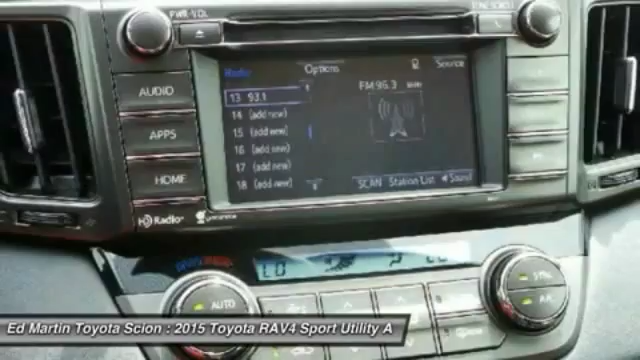 PWR·VOL
Radio
Options
Source
13 93.1
FM 96.3
14 (add new)
15 (add new)
16 (add new)
17 (add new)
18 (add new)
SCAN Station List Sound
AUDIO
APPS
HOME
HD Radio
LO
AUTO
SYNC
Ed Martin Toyota Scion : 2015 Toyota RAV4 Sport Utility A